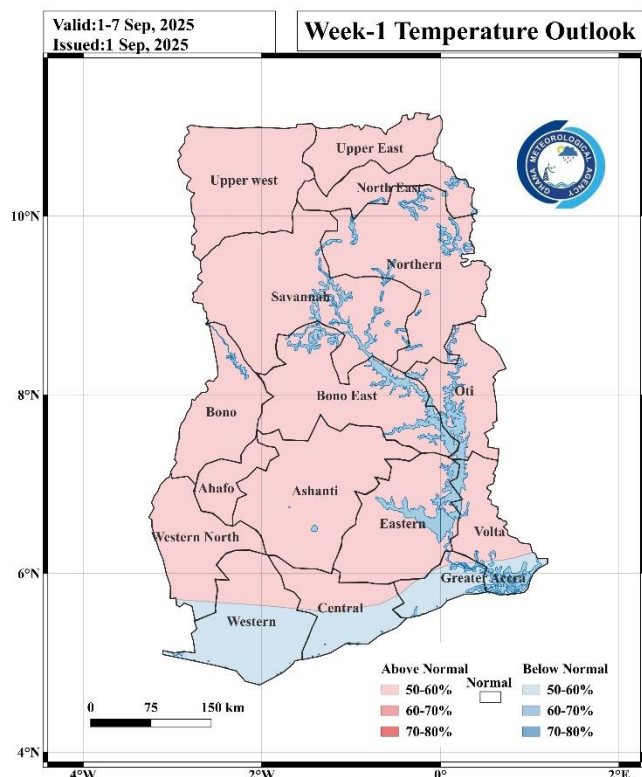 Valid:1-7 Sep, 2025
Issued:1 Sep, 2025
Week-1 Temperature Outlook
GHANA METEOROLOGICAL AGENCY
Upper East
Upper west
North East
10°N
Northern
Savannah
8°N
Bono East
Oti
Bono
Ahafo
Ashanti
Eastern
Volta
Western North
6°N
Greater Accra
Central
Western
Above Normal
Normal
Below Normal
50-60%
50-60%
60-70%
60-70%
70-80%
70-80%
0 75 150 km
4°N
4°W
2°W
0°
2°E